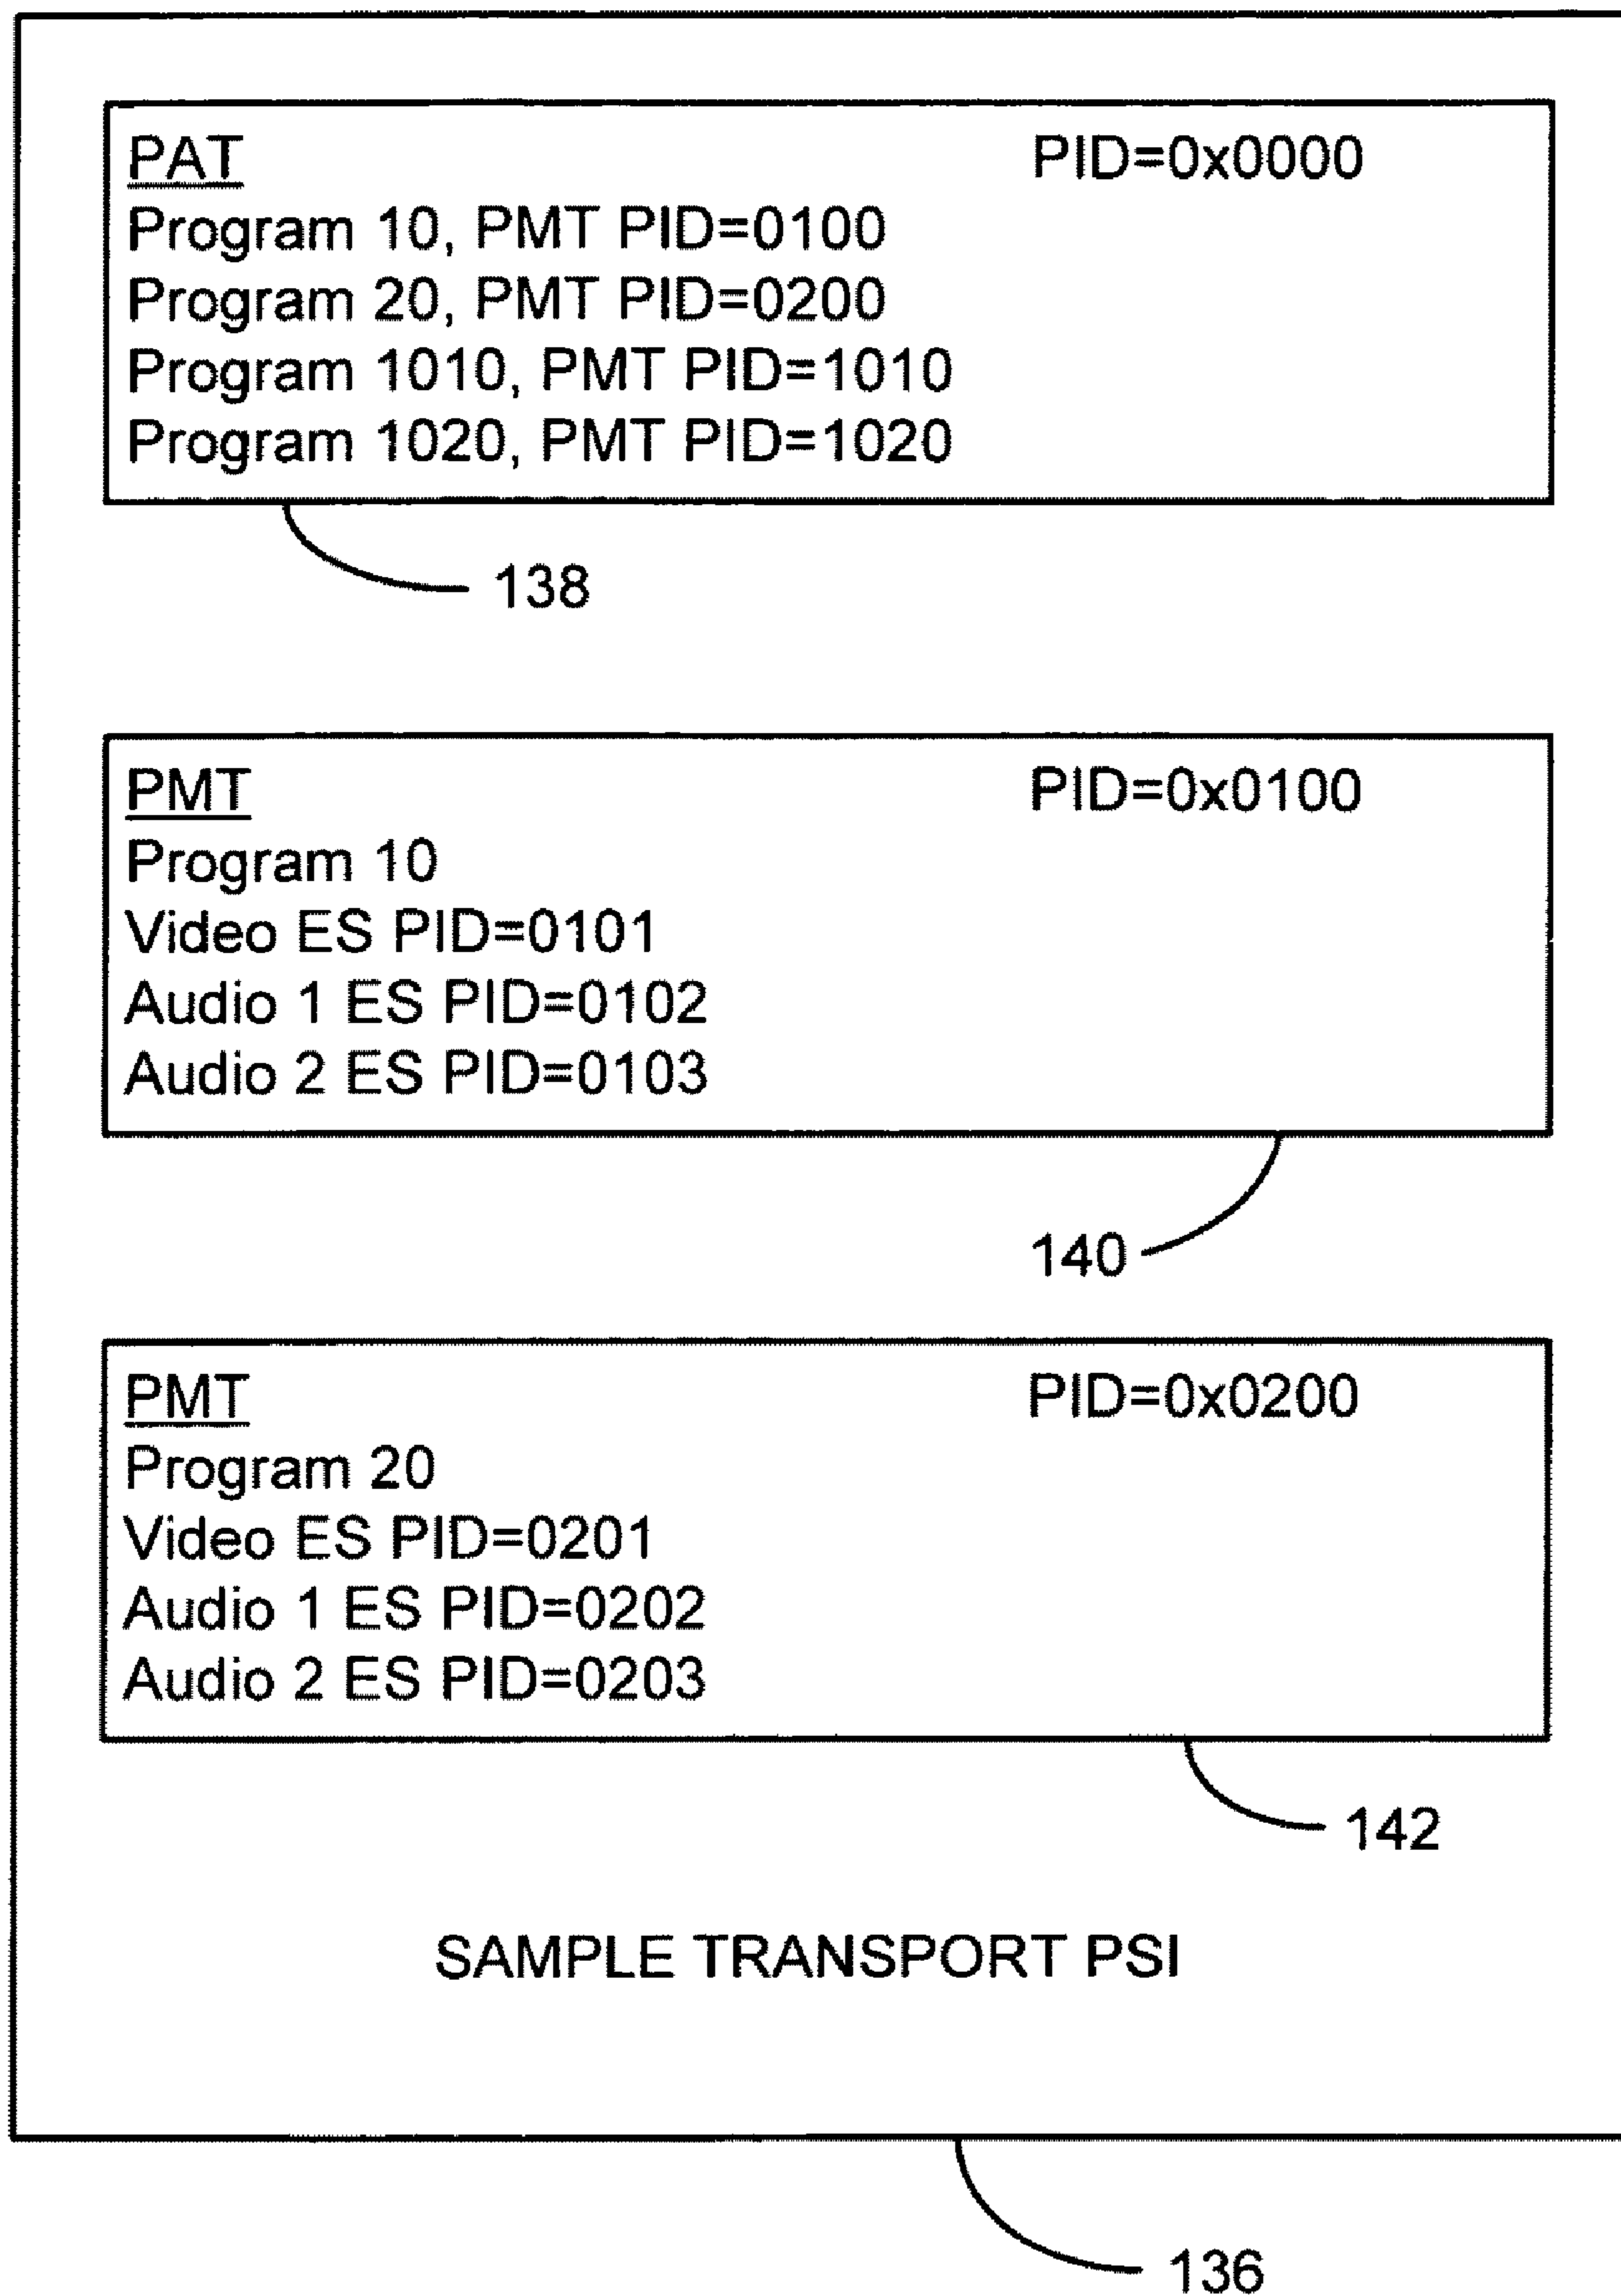 PAT PID=0x0000
Program 10, PMT PID=0100
Program 20, PMT PID=0200
Program 1010, PMT PID=1010
Program 1020, PMT PID=1020
138
PMT PID=0x0100
Program 10
Video ES PID=0101
Audio 1 ES PID=0102
Audio 2 ES PID=0103
140
PMT PID=0x0200
Program 20
Video ES PID=0201
Audio 1 ES PID=0202
Audio 2 ES PID=0203
142
SAMPLE TRANSPORT PSI
136